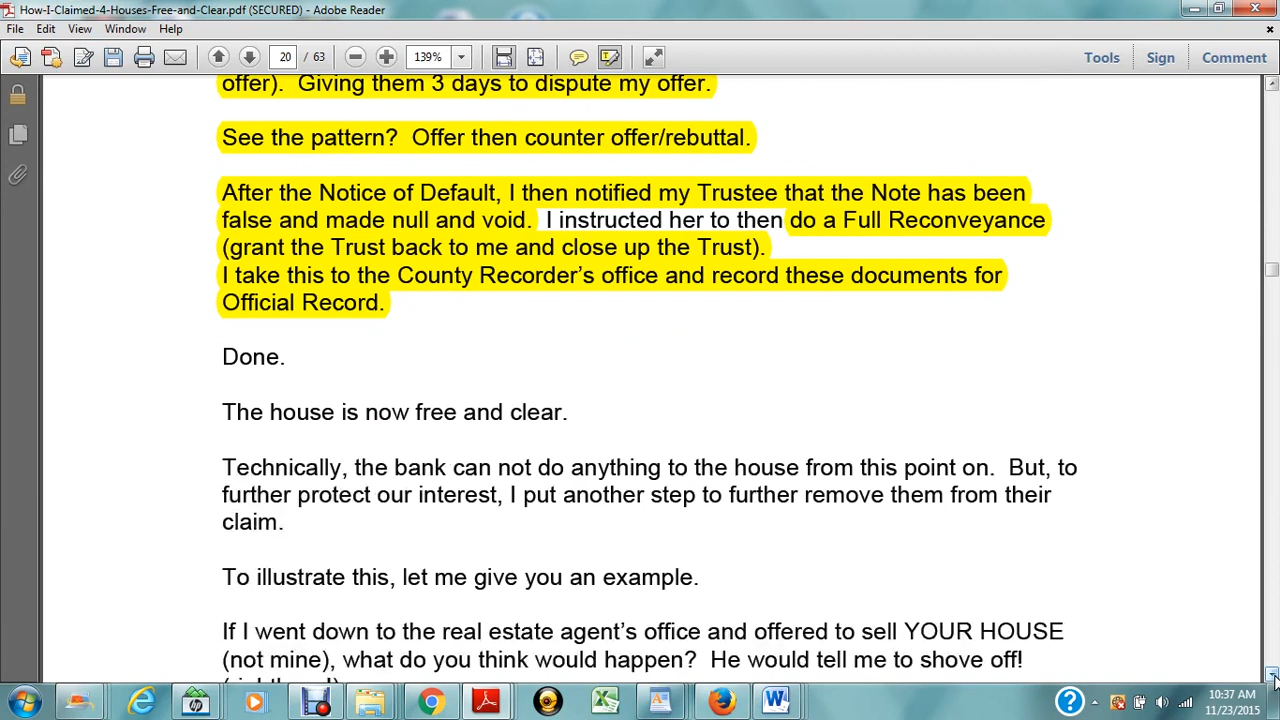 How-I-Claimed-4-Houses-Free-and-Clear.pdf (SECURED) - Adobe Reader
File Edit View Window Help
20 / 63 139% Tools Sign Comment
offer). Giving them 3 days to dispute my offer.
See the pattern? Offer then counter offer/rebuttal.
After the Notice of Default, I then notified my Trustee that the Note has been
false and made null and void. I instructed her to then do a Full Reconveyance
(grant the Trust back to me and close up the Trust).
I take this to the County Recorder's office and record these documents for
Official Record.
Done.
The house is now free and clear.
Technically, the bank can not do anything to the house from this point on. But, to
further protect our interest, I put another step to further remove them from their
claim.
To illustrate this, let me give you an example.
If I went down to the real estate agent's office and offered to sell YOUR HOUSE
(not mine), what do you think would happen? He would tell me to shove off!
10:37 AM
11/23/2015